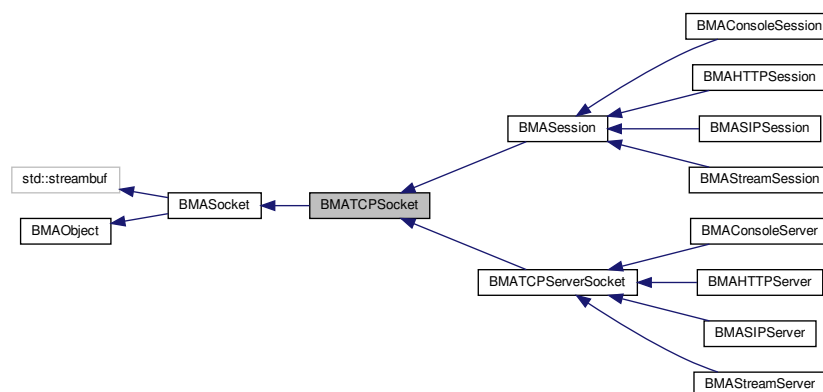 std::streambuf
BMAObject
BMASocket
BMATCPSocket
BMASession
BMATCPServerSocket
BMAConsoleSession
BMAHTTPSession
BMASIPSession
BMAStreamSession
BMAConsoleServer
BMAHTTPServer
BMASIPServer
BMAStreamServer